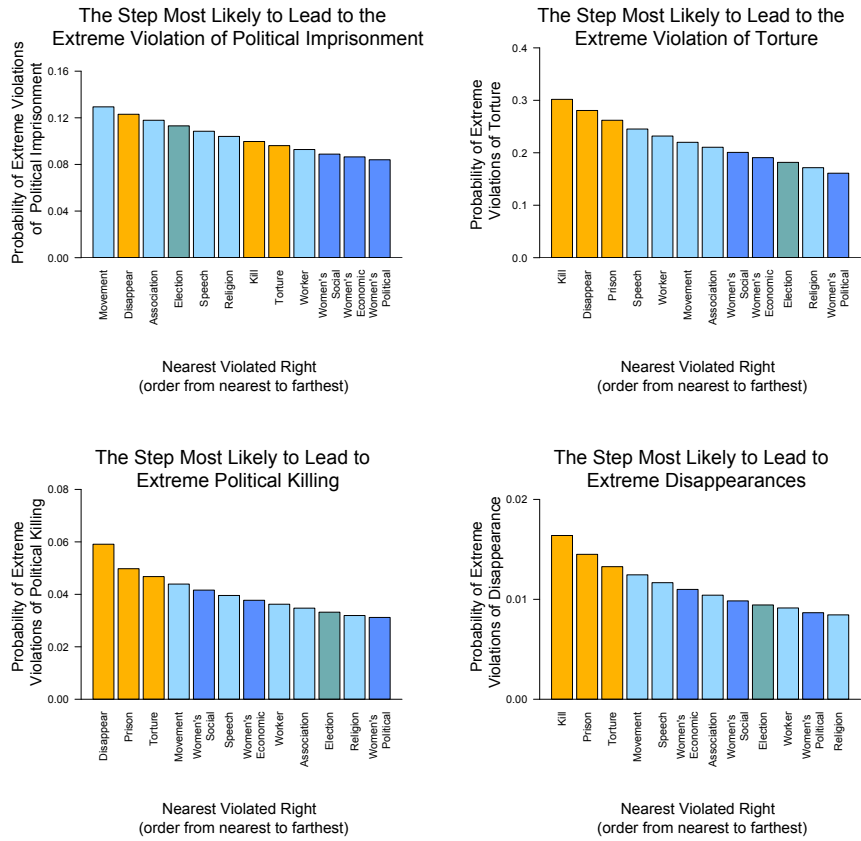 The Step Most Likely to Lead to the
Extreme Violation of Political Imprisonment
Probability of Extreme Violations
of Political Imprisonment
0.16
0.12
0.08
0.04
0.00
Movement
Disappear
Association
Election
Speech
Religion
Kill
Torture
Worker
Women's
Social
Women's
Economic
Women's
Political
Nearest Violated Right
(order from nearest to farthest)
The Step Most Likely to Lead to the
Extreme Violation of Torture
Probability of Extreme
Violations of Torture
0.4
0.3
0.2
0.1
0.0
Kill
Disappear
Prison
Speech
Worker
Movement
Association
Women's
Social
Women's
Economic
Election
Religion
Women's
Political
Nearest Violated Right
(order from nearest to farthest)
The Step Most Likely to Lead to
Extreme Political Killing
Probability of Extreme
Violations of Political Killing
0.08
0.06
0.04
0.02
0.00
Disappear
Prison
Torture
Movement
Women's
Social
Speech
Women's
Economic
Worker
Association
Election
Religion
Women's
Political
Nearest Violated Right
(order from nearest to farthest)
The Step Most Likely to Lead to
Extreme Disappearances
Probability of Extreme
Violations of Disappearance
0.02
0.01
0.00
Kill
Prison
Torture
Movement
Speech
Women's
Economic
Association
Women's
Social
Election
Worker
Women's
Political
Religion
Nearest Violated Right
(order from nearest to farthest)